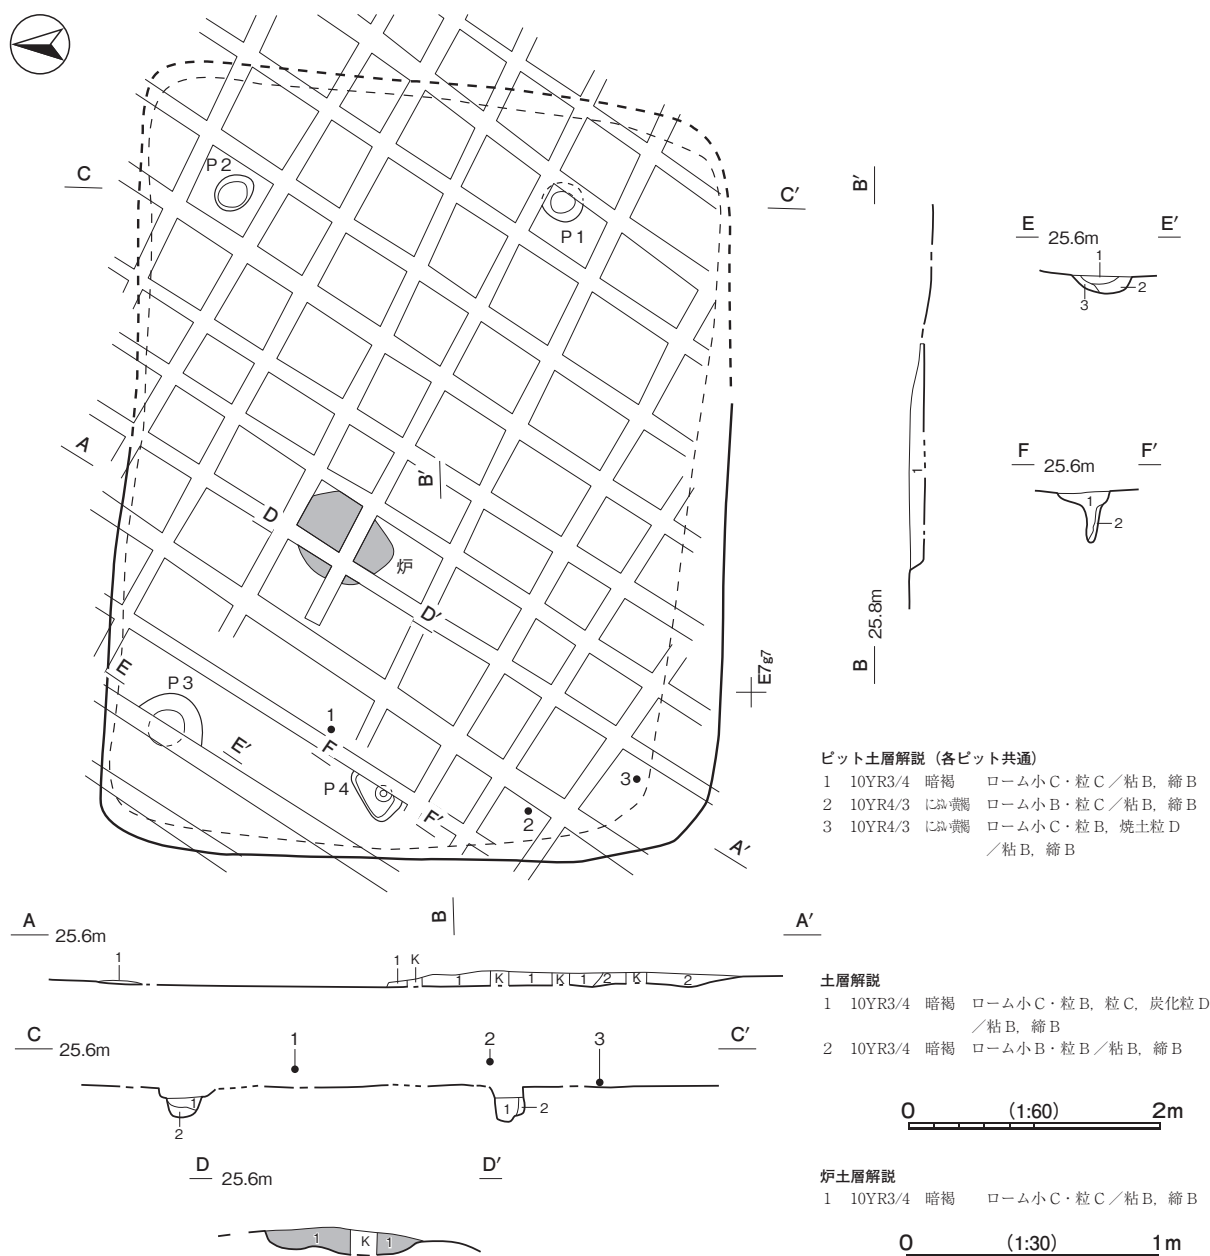 P 2
C
C′
P 1
B′
E 25.6m E′
1
2
3
A
B′
D
炉
F 25.6m F′
1
2
1
D′
B 25.8m
E
P 3
E7g7
1
E′
F
P 4
F′
3
2
A′
ピット土層解説（各ピット共通）
1 10YR3/4 暗褐 ローム小C・粒C／粘B，締B
2 10YR4/3 にぶい黄褐 ローム小B・粒C／粘B，締B
3 10YR4/3 にぶい黄褐 ローム小C・粒B，焼土粒D
／粘B，締B
B
A 25.6m A′
1 1 K 1 K 1 K 1 2 K 2
土層解説
1 10YR3/4 暗褐 ローム小C・粒B，粒C，炭化粒D
／粘B，締B
2 10YR3/4 暗褐 ローム小B・粒B／粘B，締B
C 25.6m 1 2 3 C′
1 2 1 2
0 (1:60) 2m
D 25.6m D′
1 K 1
炉土層解説
1 10YR3/4 暗褐 ローム小C・粒C／粘B，締B
0 (1:30) 1m